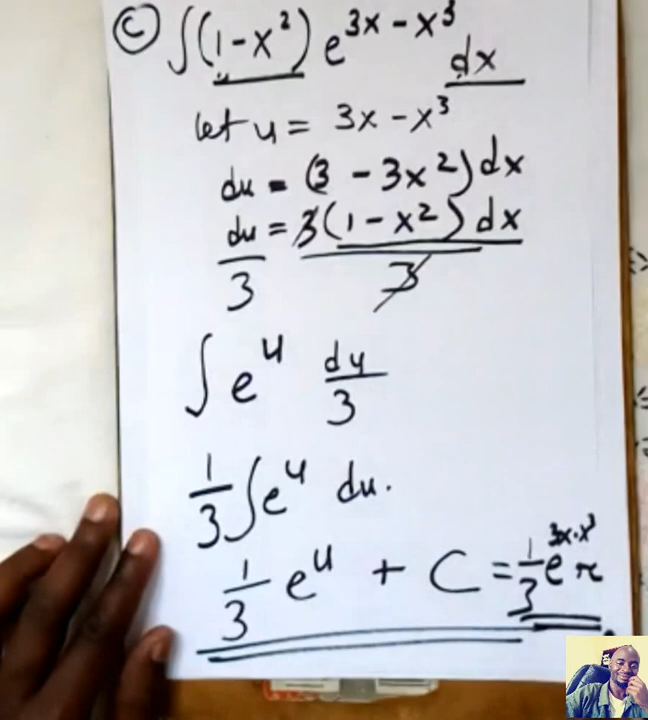 (c) ∫(1-x²) e^(3x-x³) dx
let u = 3x-x³
du = (3-3x²)dx
du/3 = 3(1-x²)dx/3
∫e^u du/3
1/3 ∫e^u du.
1/3 e^u + C = 1/3 e^(3x-x³)